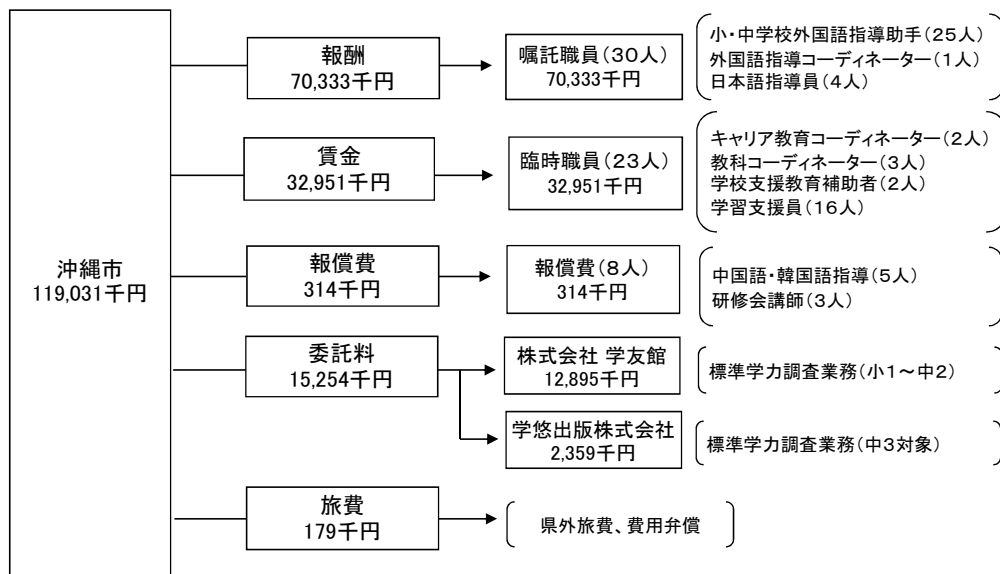 沖縄市
119,031千円
報酬
70,333千円
嘱託職員(30人)
70,333千円
小・中学校外国語指導助手(25人)
外国語指導コーディネーター(1人)
日本語指導員(4人)
賃金
32,951千円
臨時職員(23人)
32,951千円
キャリア教育コーディネーター(2人)
教科コーディネーター(3人)
学校支援教育補助者(2人)
学習支援員(16人)
報償費
314千円
報償費(8人)
314千円
中国語・韓国語指導(5人)
研修会講師(3人)
委託料
15,254千円
株式会社 学友館
12,895千円
標準学力調査業務(小1～中2)
学悠出版株式会社
2,359千円
標準学力調査業務(中3対象)
旅費
179千円
県外旅費、費用弁償